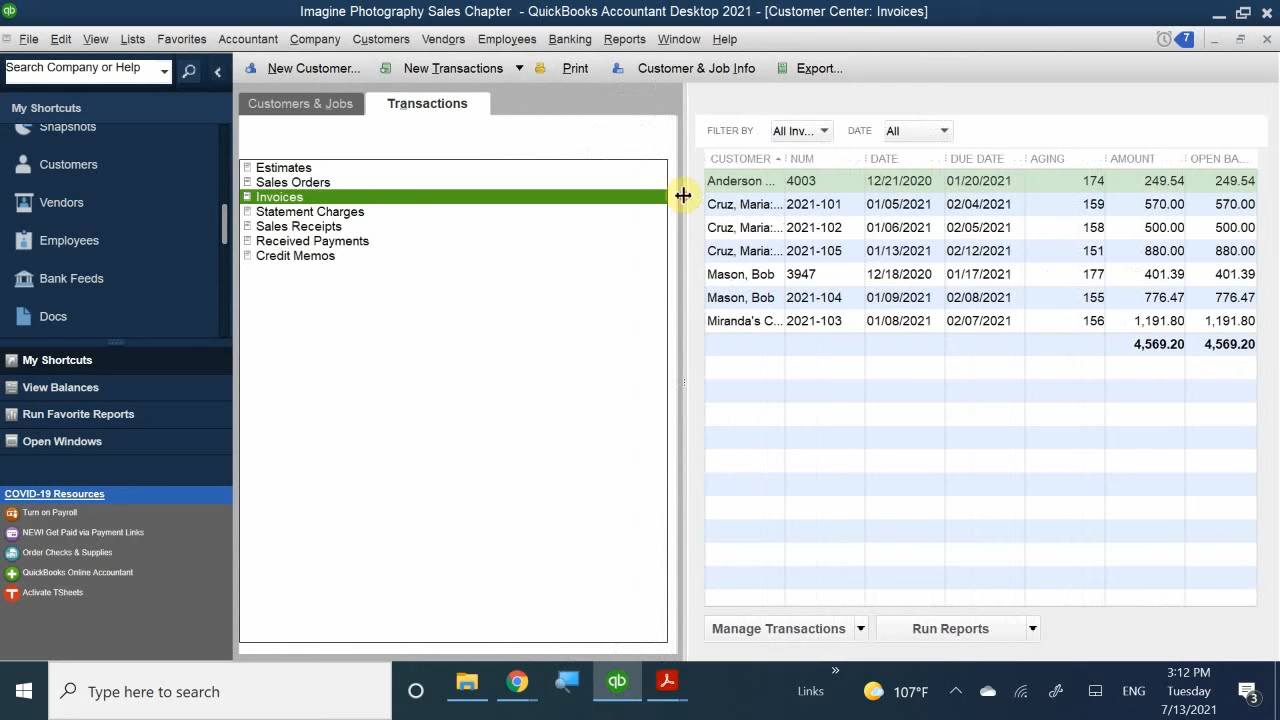 Imagine Photography Sales Chapter - QuickBooks Accountant Desktop 2021 - [Customer Center: Invoices]
File Edit View Lists Favorites Accountant Company Customers Vendors Employees Banking Reports Window Help
7
Search Company or Help
New Customer... New Transactions Print Customer & Job Info Export...
My Shortcuts
Snapshots
Customers
Vendors
Employees
Bank Feeds
Docs
My Shortcuts
View Balances
Run Favorite Reports
Open Windows
COVID-19 Resources
Turn on Payroll
NEW! Get Paid via Payment Links
Order Checks & Supplies
QuickBooks Online Accountant
Activate TSheets
Customers & Jobs Transactions
Estimates
Sales Orders
Invoices
Statement Charges
Sales Receipts
Received Payments
Credit Memos
FILTER BY All Inv... DATE All
CUSTOMER NUM DATE DUE DATE AGING AMOUNT OPEN BA...
Anderson ... 4003 12/21/2020 01/20/2021 174 249.54 249.54
Cruz, Maria:... 2021-101 01/05/2021 02/04/2021 159 570.00 570.00
Cruz, Maria:... 2021-102 01/06/2021 02/05/2021 158 500.00 500.00
Cruz, Maria:... 2021-105 01/13/2021 02/12/2021 151 880.00 880.00
Mason, Bob 3947 12/18/2020 01/17/2021 177 401.39 401.39
Mason, Bob 2021-104 01/09/2021 02/08/2021 155 776.47 776.47
Miranda's C... 2021-103 01/08/2021 02/07/2021 156 1,191.80 1,191.80
4,569.20 4,569.20
Manage Transactions Run Reports
Type here to search
qb
Links
107°F
ENG
3:12 PM
Tuesday
7/13/2021
3